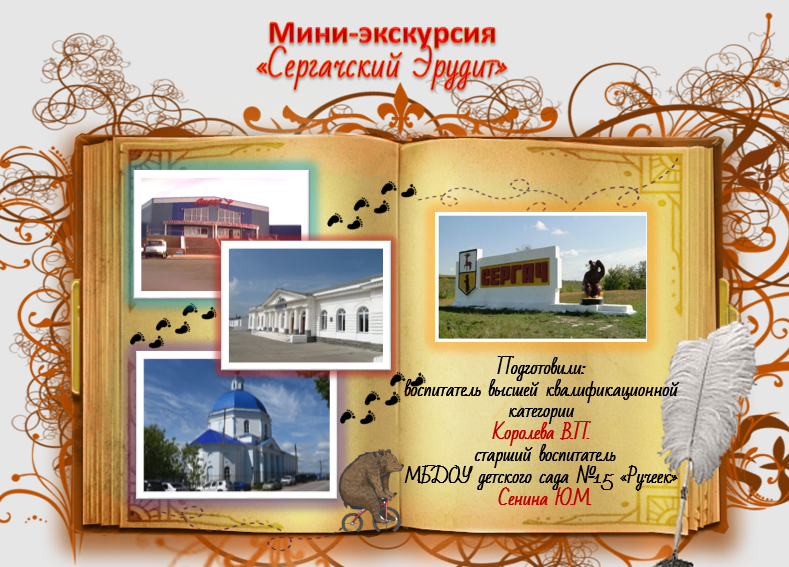 Мини-экскурсия
«Сергачский Эрудит»
СЕРГАЧ
Подготовили:
воспитатель высшей квалификационной
категории
Королева В.П.
старший воспитатель
МБДОУ детского сада №15 «Ручеек»
Сенина Ю.М.